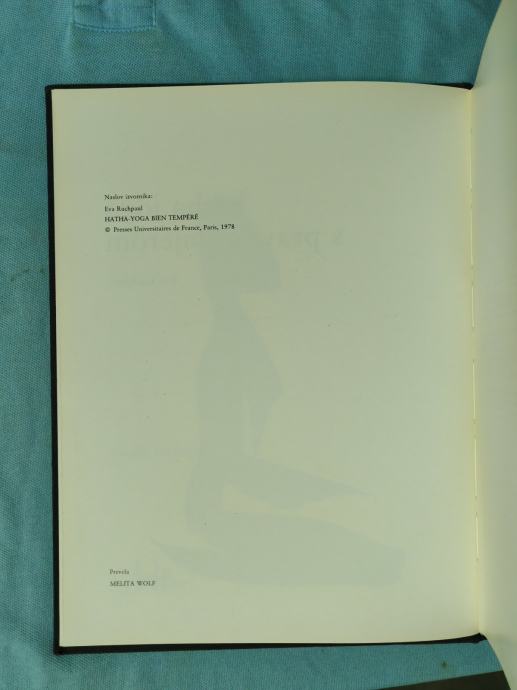 Naslov izvornika:
Eva Ruchpaul
HATHA-YOGA BIEN TEMPÉRÉ
© Presses Universitaires de France, Paris, 1978
Prevela
MELITA WOLF